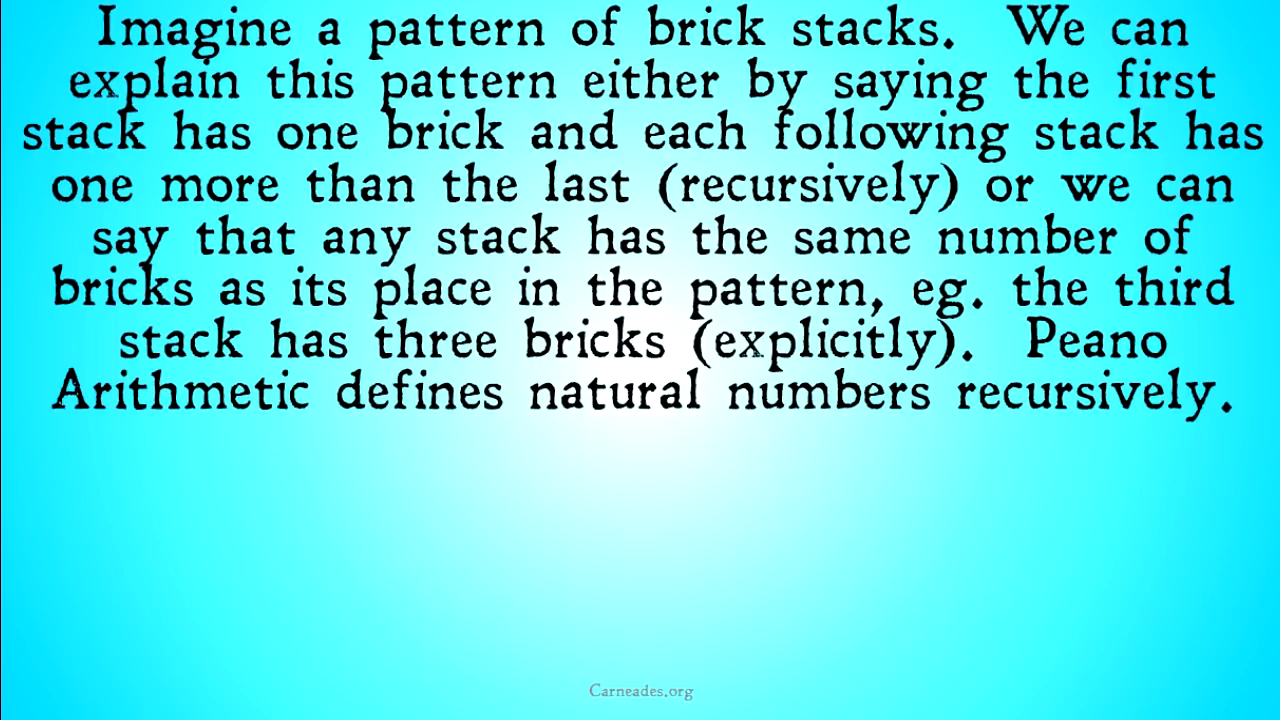 Imagine a pattern of brick stacks. We can
explain this pattern either by saying the first
stack has one brick and each following stack has
one more than the last (recursively) or we can
say that any stack has the same number of
bricks as its place in the pattern, eg. the third
stack has three bricks (explicitly). Peano
Arithmetic defines natural numbers recursively.
Carneades.org